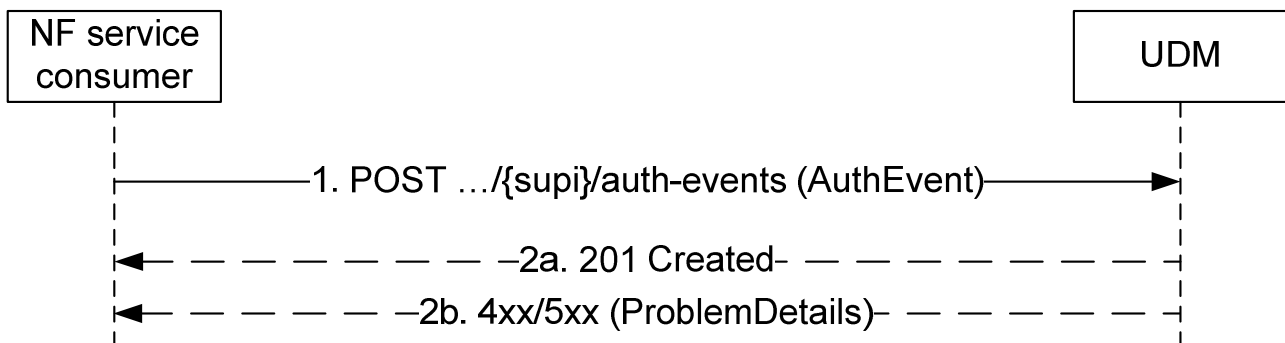 NF service
consumer
UDM
1. POST …/{supi}/auth-events (AuthEvent)
2a. 201 Created
2b. 4xx/5xx (ProblemDetails)